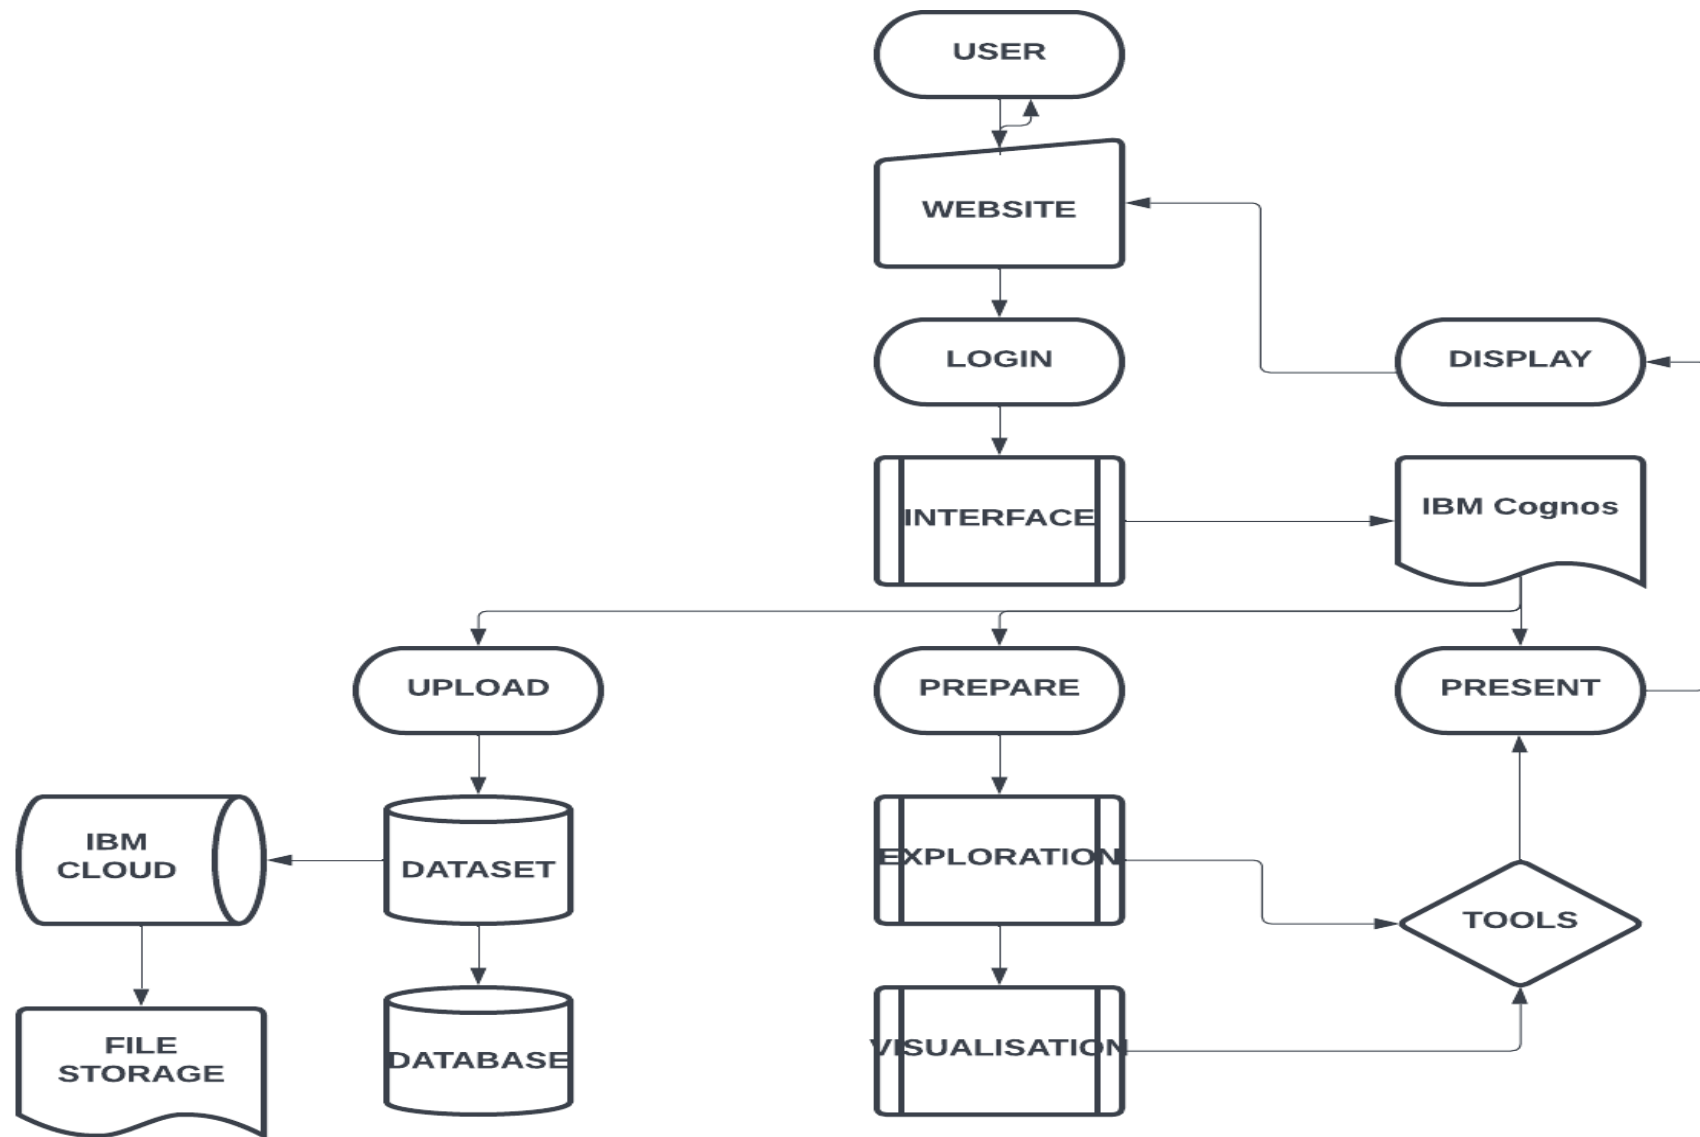 USER
WEBSITE
LOGIN
DISPLAY
INTERFACE
IBM Cognos
UPLOAD
PREPARE
PRESENT
IBM
CLOUD
DATASET
EXPLORATION
TOOLS
FILE
STORAGE
DATABASE
VISUALISATION